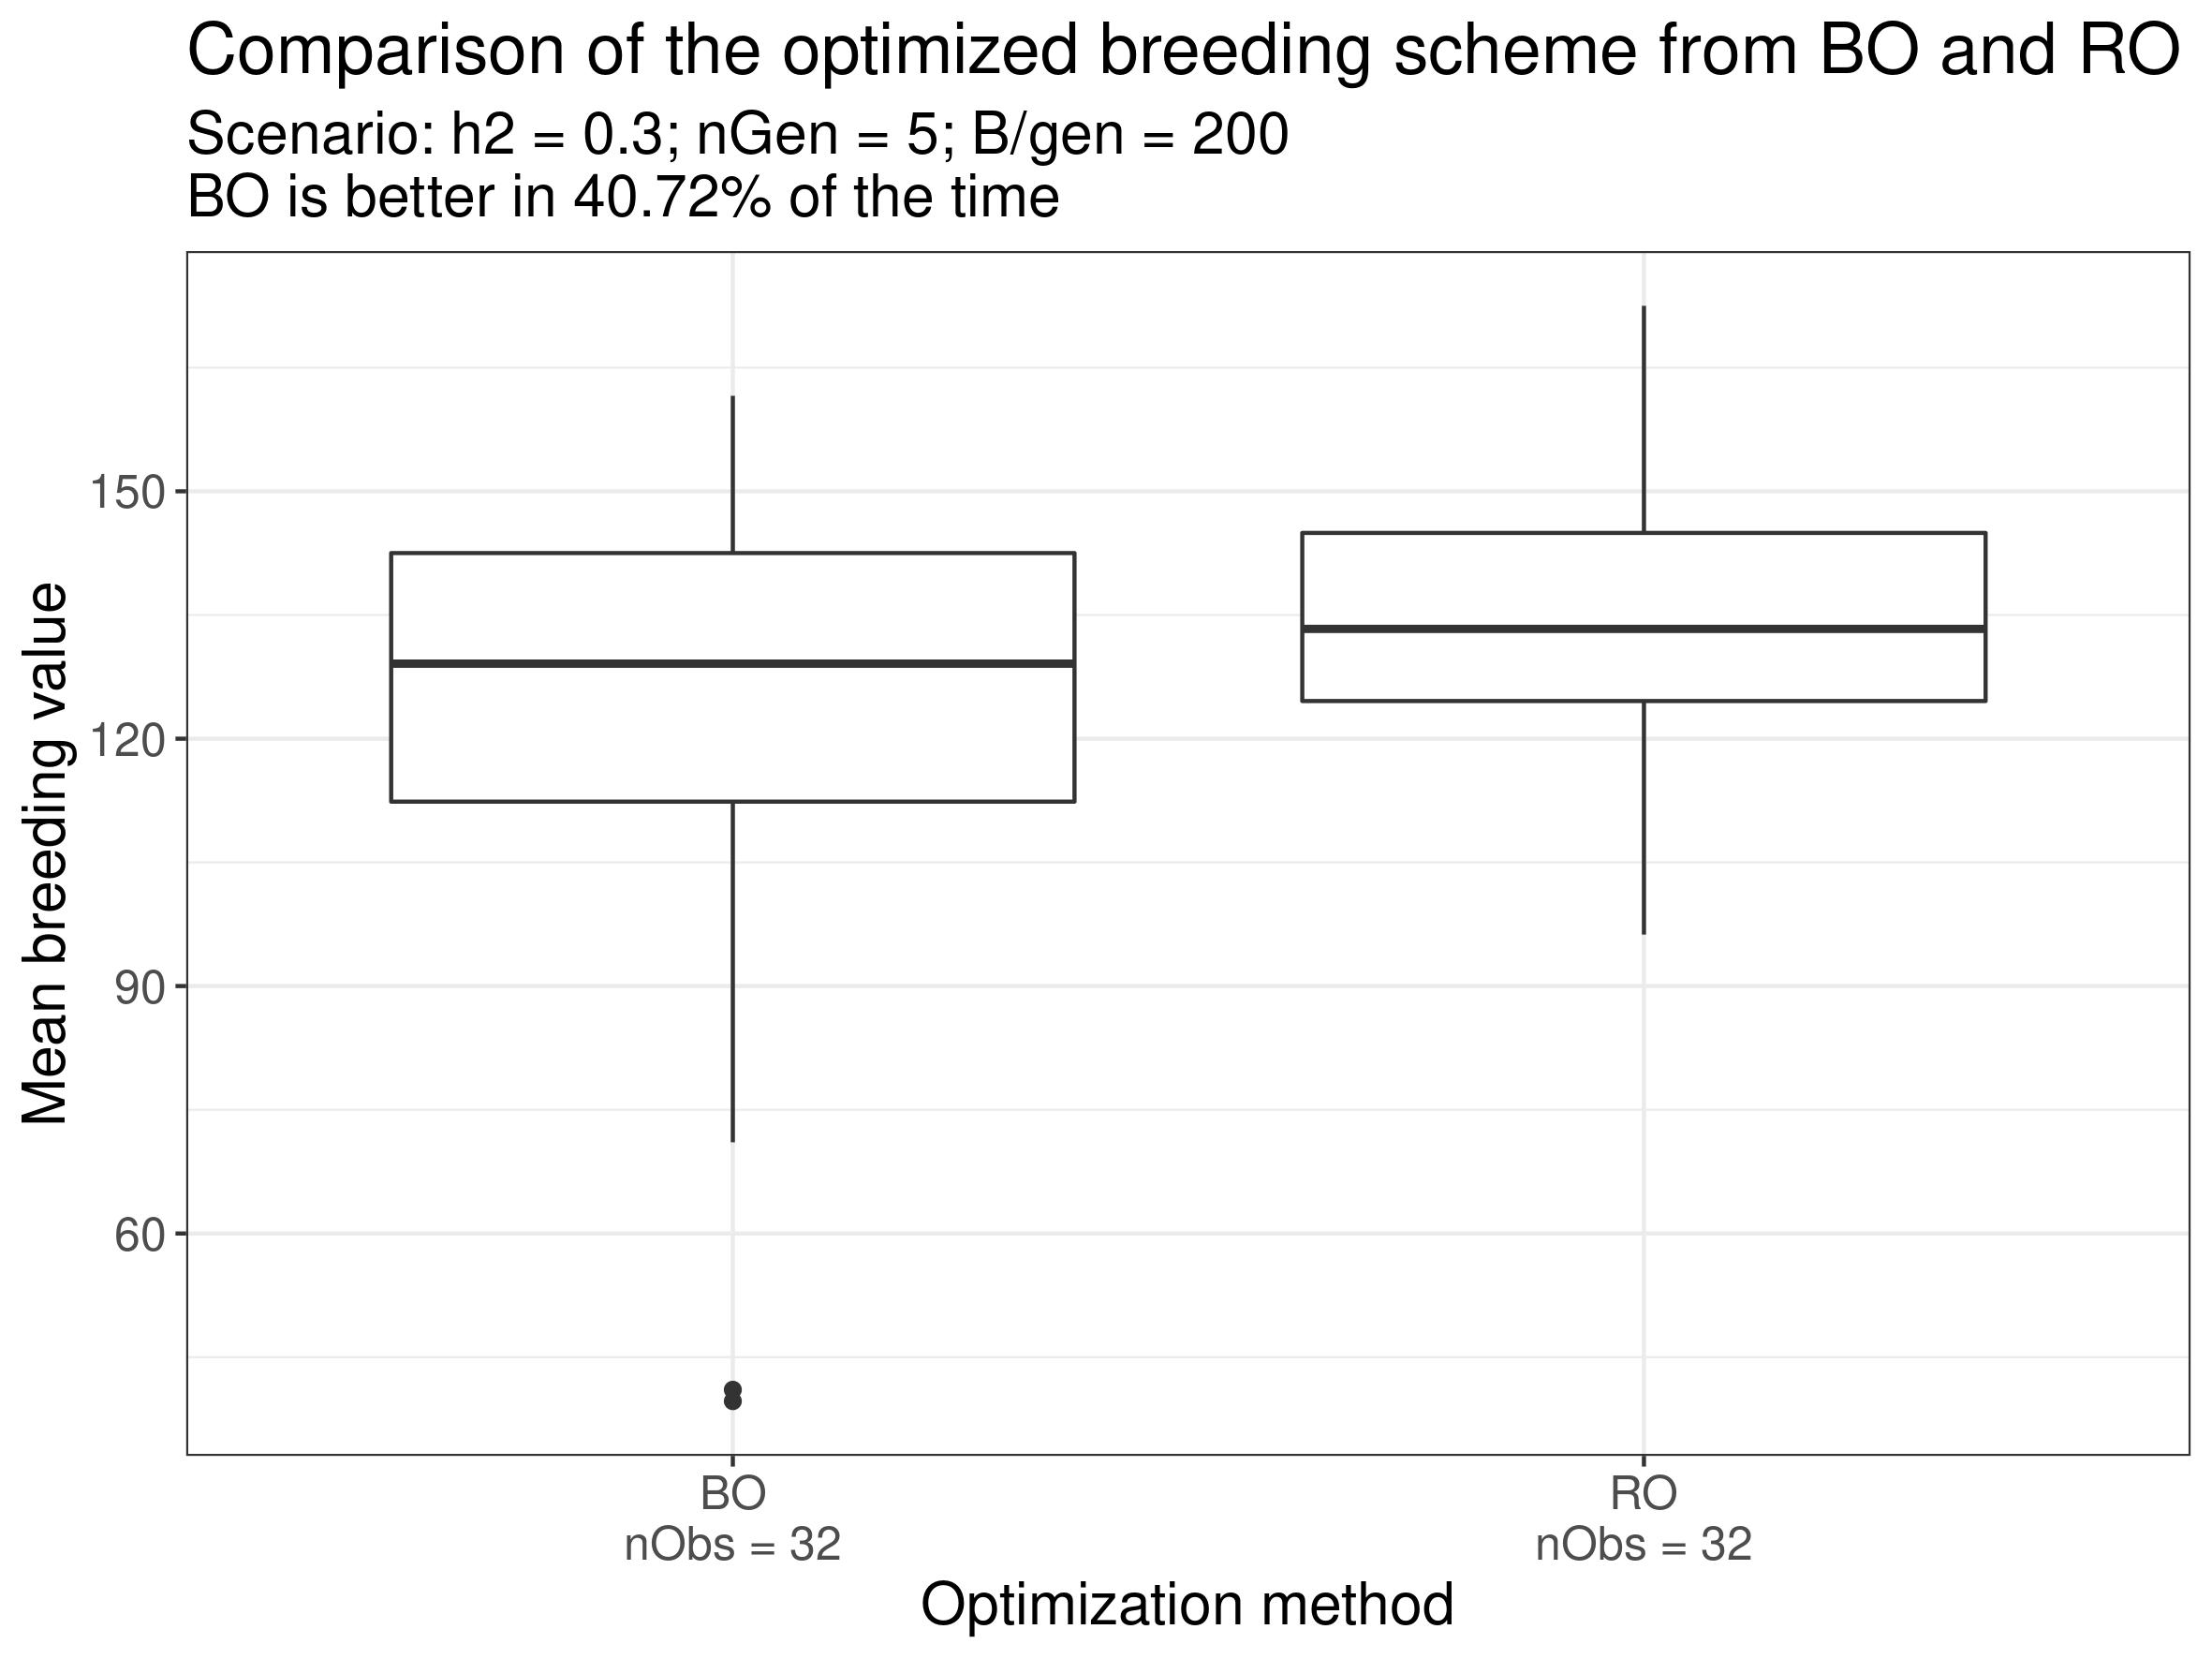 Comparison of the optimized breeding scheme from BO and RO
Scenario: h2 = 0.3; nGen = 5; B/gen = 200
BO is better in 40.72% of the time
Mean breeding value
150
120
90
60
BO
nObs = 32
RO
nObs = 32
Optimization method